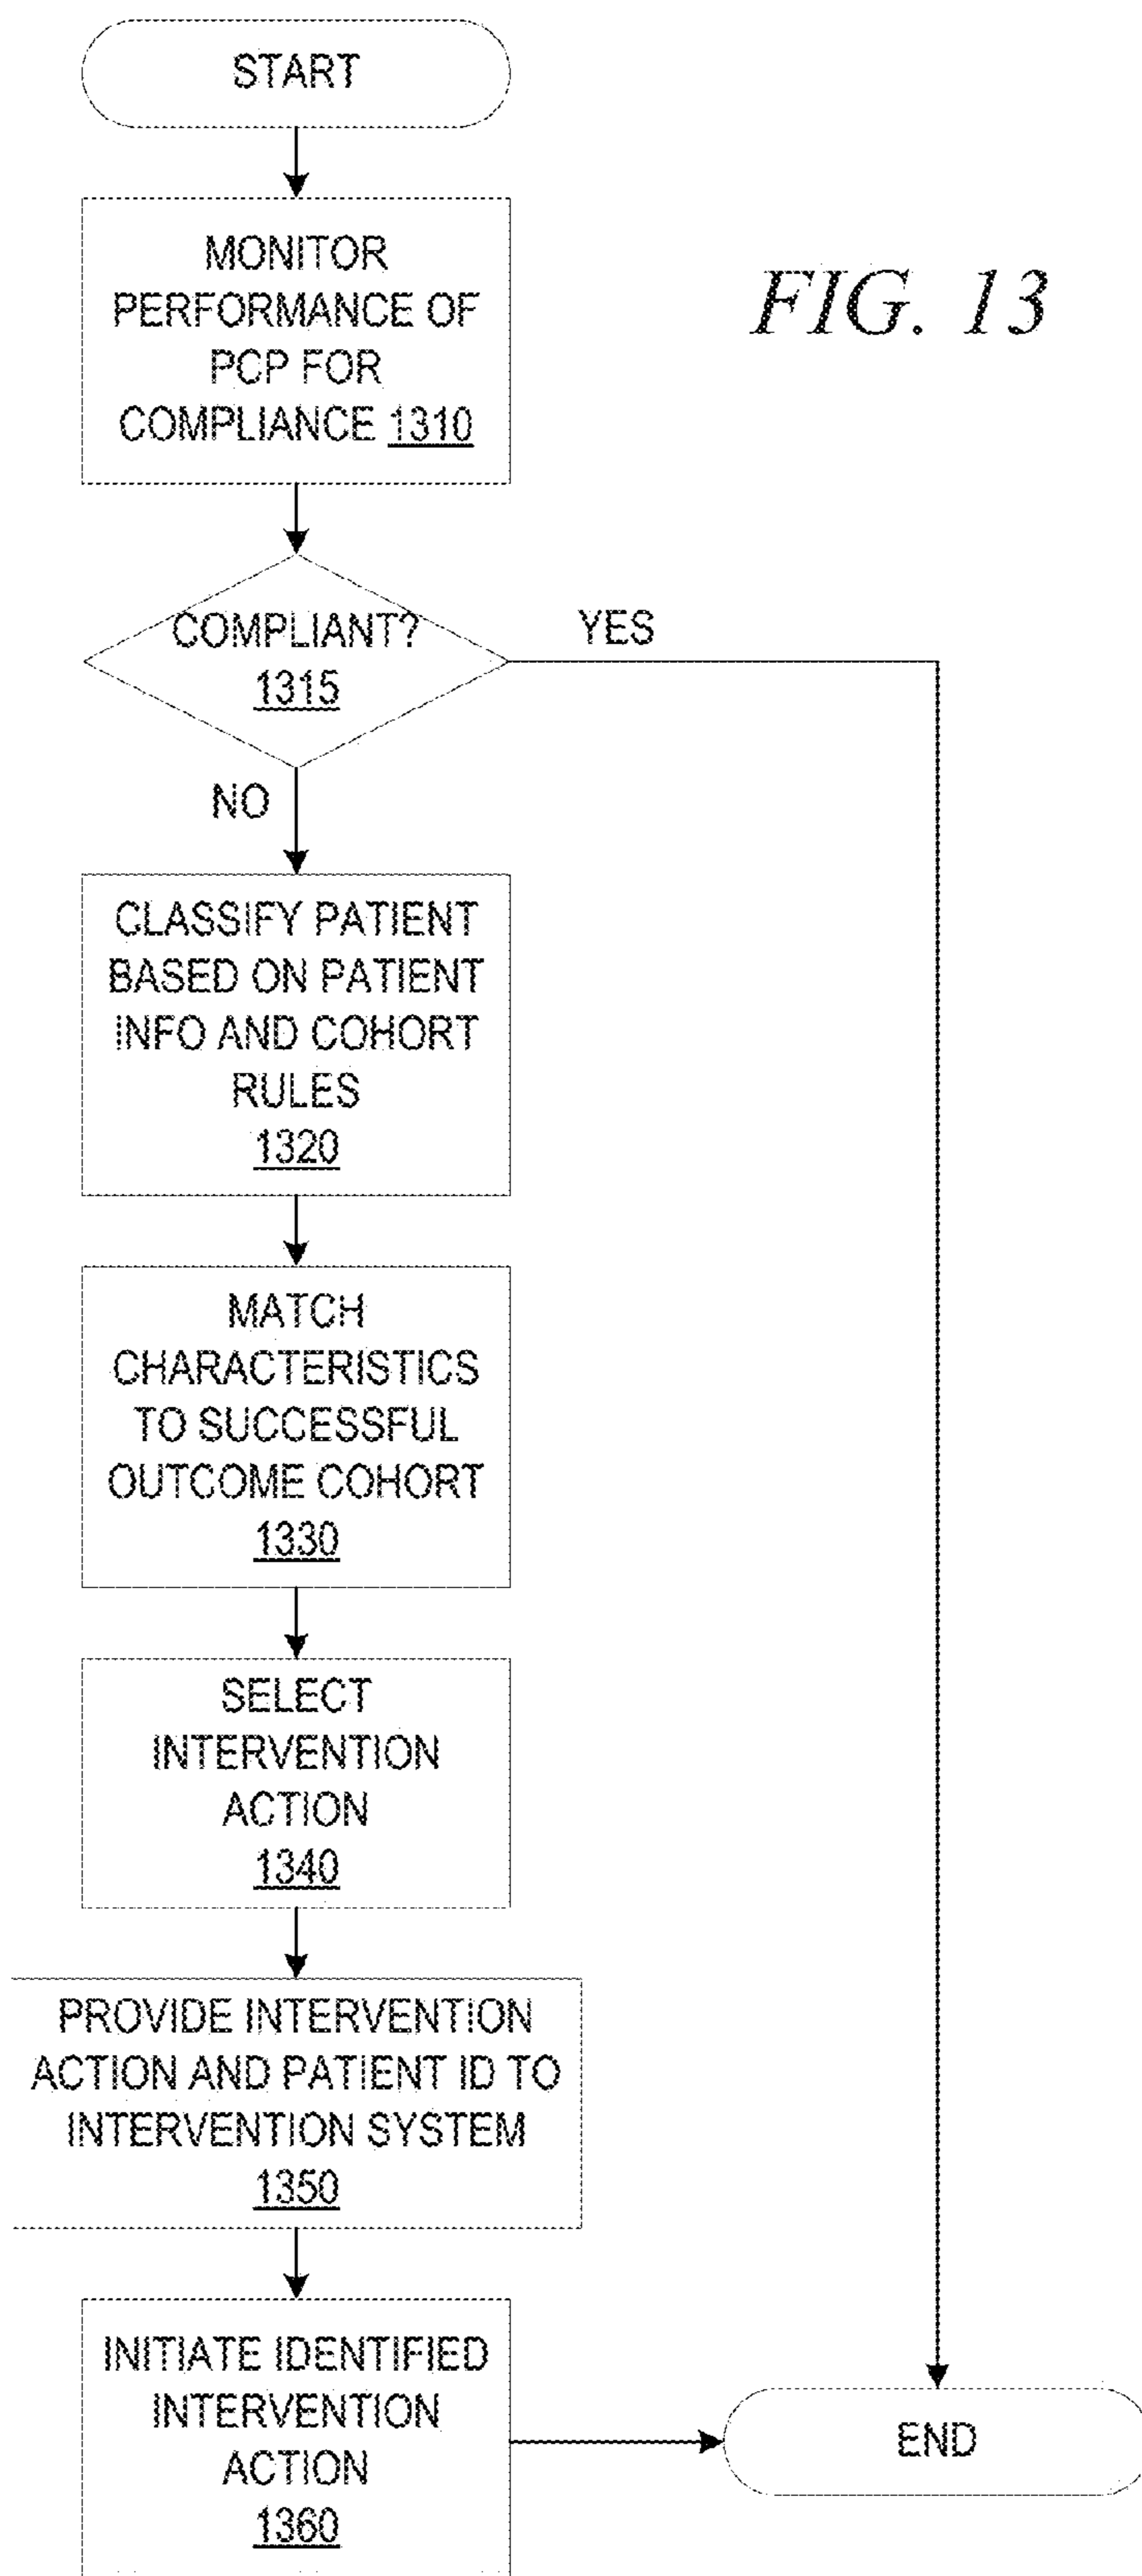 START
MONITOR
PERFORMANCE OF
PCP FOR
COMPLIANCE 1310
FIG. 13
COMPLIANT?
1315
YES
NO
CLASSIFY PATIENT
BASED ON PATIENT
INFO AND COHORT
RULES
1320
MATCH
CHARACTERISTICS
TO SUCCESSFUL
OUTCOME COHORT
1330
SELECT
INTERVENTION
ACTION
1340
PROVIDE INTERVENTION
ACTION AND PATIENT ID TO
INTERVENTION SYSTEM
1350
INITIATE IDENTIFIED
INTERVENTION
ACTION
1360
END